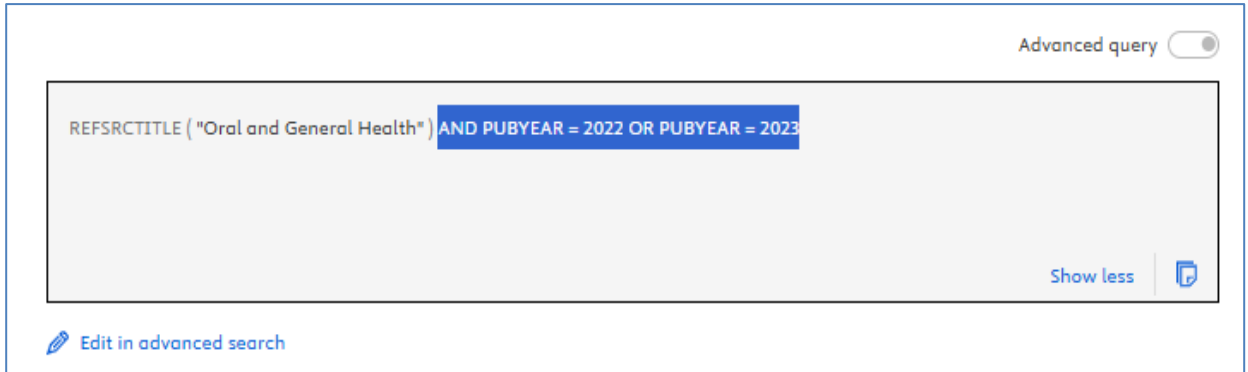 Advanced query
REFSRCTITLE ( "Oral and General Health" ) AND PUBYEAR = 2022 OR PUBYEAR = 2023
Show less
Edit in advanced search